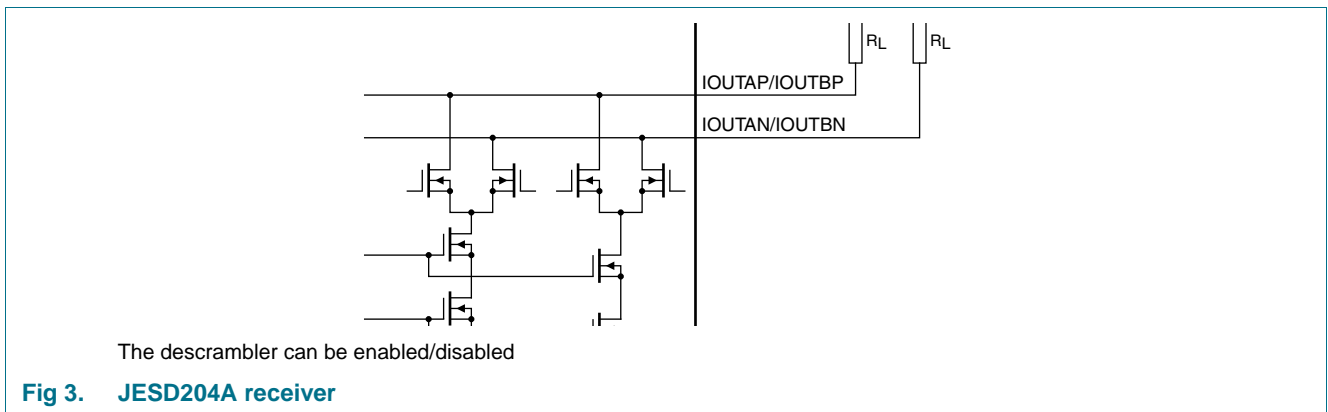 RL RL
IOUTAP/IOUTBP
IOUTAN/IOUTBN
The descrambler can be enabled/disabled
Fig 3. JESD204A receiver